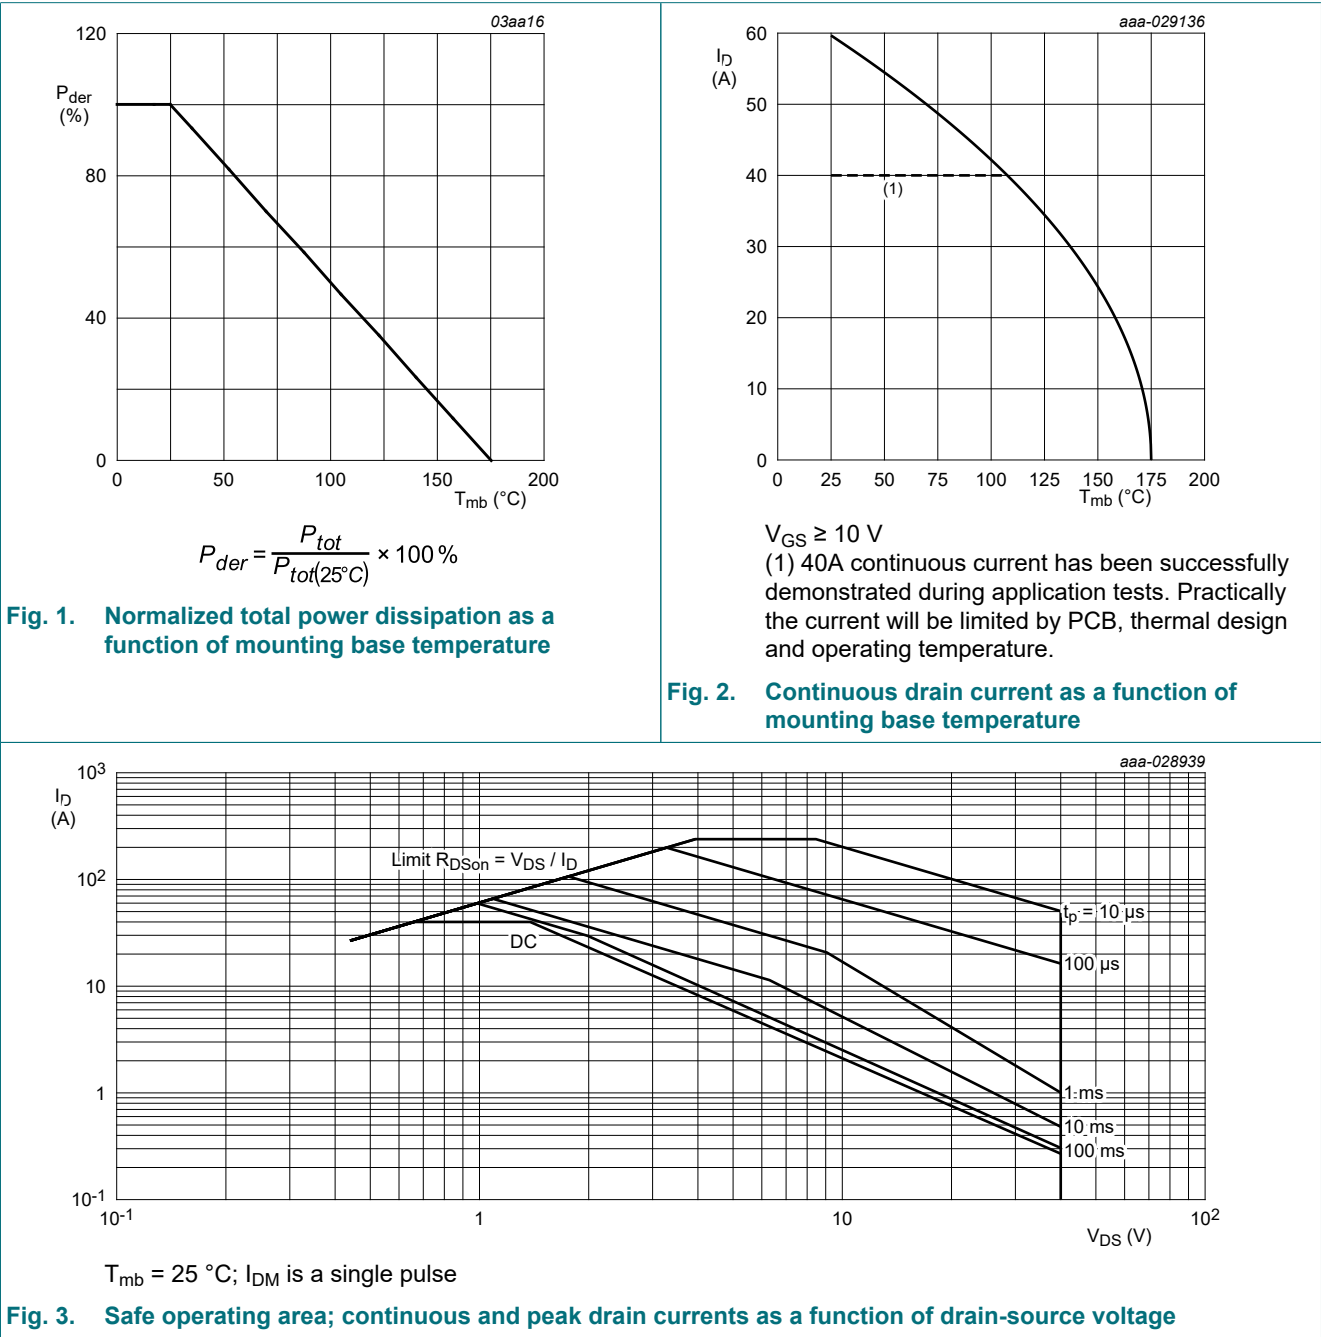 03aa16
120
P_der
(%)
80
40
0
0 50 100 150 200
T_mb (°C)
P_der = P_tot / P_tot(25°C) × 100 %
Fig. 1. Normalized total power dissipation as a
function of mounting base temperature
aaa-029136
60
I_D
(A)
50
40
(1)
30
20
10
0
0 25 50 75 100 125 150 175 200
T_mb (°C)
V_GS ≥ 10 V
(1) 40A continuous current has been successfully
demonstrated during application tests. Practically
the current will be limited by PCB, thermal design
and operating temperature.
Fig. 2. Continuous drain current as a function of
mounting base temperature
aaa-028939
10³
I_D
(A)
Limit R_DSon = V_DS / I_D
10²
t_p = 10 µs
DC
100 µs
10
1
1 ms
10 ms
100 ms
10⁻¹
10⁻¹ 1 10 10²
V_DS (V)
T_mb = 25 °C; I_DM is a single pulse
Fig. 3. Safe operating area; continuous and peak drain currents as a function of drain-source voltage